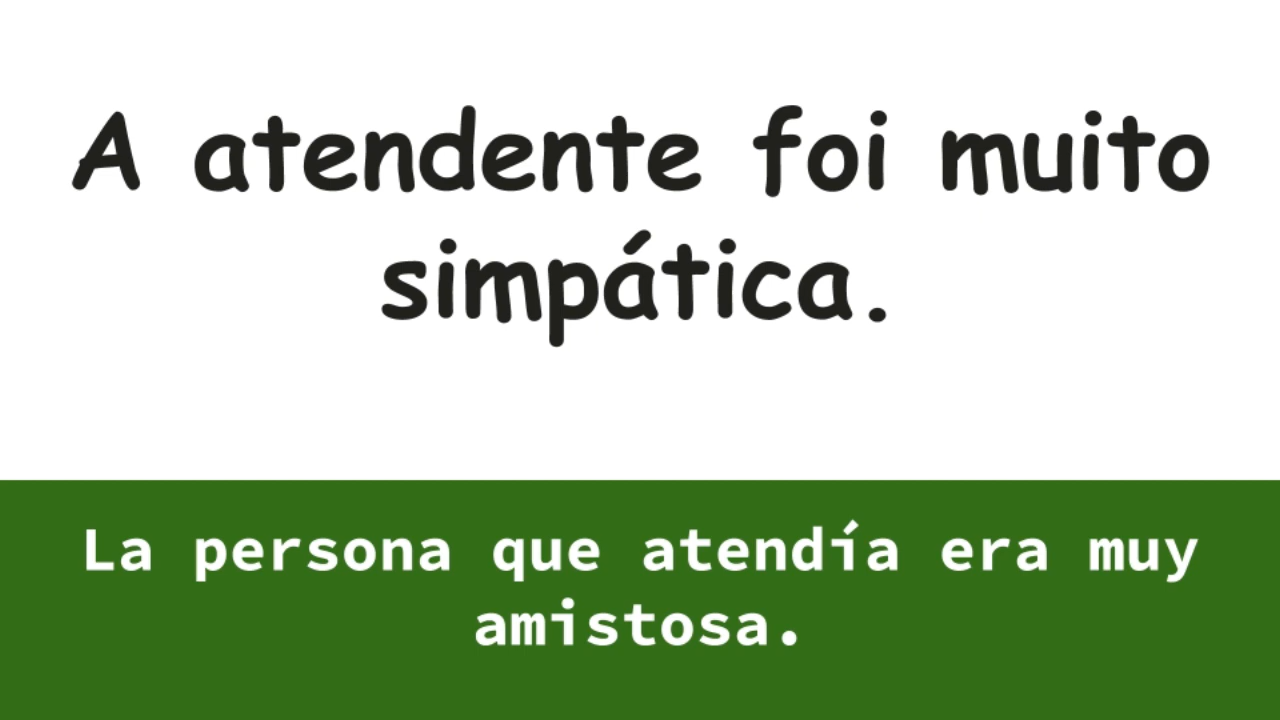 A atendente foi muito
simpática.
La persona que atendía era muy
amistosa.